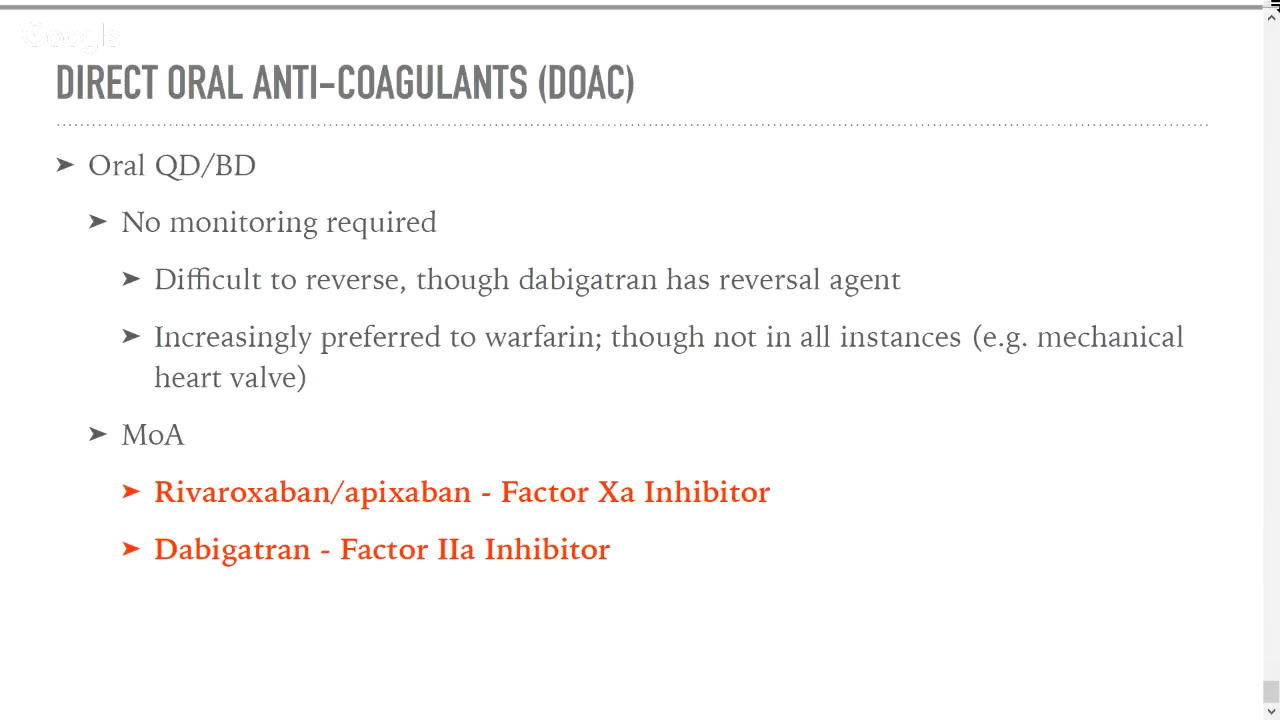 Google
DIRECT ORAL ANTI-COAGULANTS (DOAC)
➤ Oral QD/BD
➤ No monitoring required
➤ Difficult to reverse, though dabigatran has reversal agent
➤ Increasingly preferred to warfarin; though not in all instances (e.g. mechanical
heart valve)
➤ MoA
➤ Rivaroxaban/apixaban - Factor Xa Inhibitor
➤ Dabigatran - Factor IIa Inhibitor